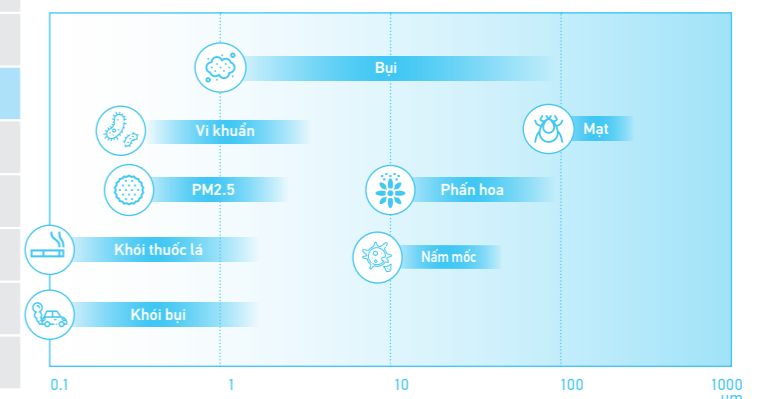 Bụi
Vi khuẩn
Mạt
PM2.5
Phấn hoa
Khói thuốc lá
Nấm mốc
Khói bụi
0.1 1 10 100 1000
μm